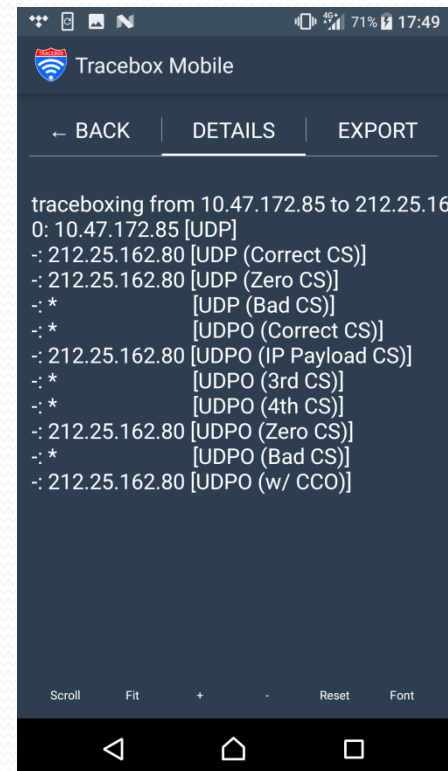 4G 71% 17:49
TRACEBOX
Tracebox Mobile
← BACK DETAILS EXPORT
traceboxing from 10.47.172.85 to 212.25.16
0: 10.47.172.85 [UDP]
-: 212.25.162.80 [UDP (Correct CS)]
-: 212.25.162.80 [UDP (Zero CS)]
-: * [UDP (Bad CS)]
-: * [UDPO (Correct CS)]
-: 212.25.162.80 [UDPO (IP Payload CS)]
-: * [UDPO (3rd CS)]
-: * [UDPO (4th CS)]
-: 212.25.162.80 [UDPO (Zero CS)]
-: * [UDPO (Bad CS)]
-: 212.25.162.80 [UDPO (w/ CCO)]
Scroll Fit + - Reset Font